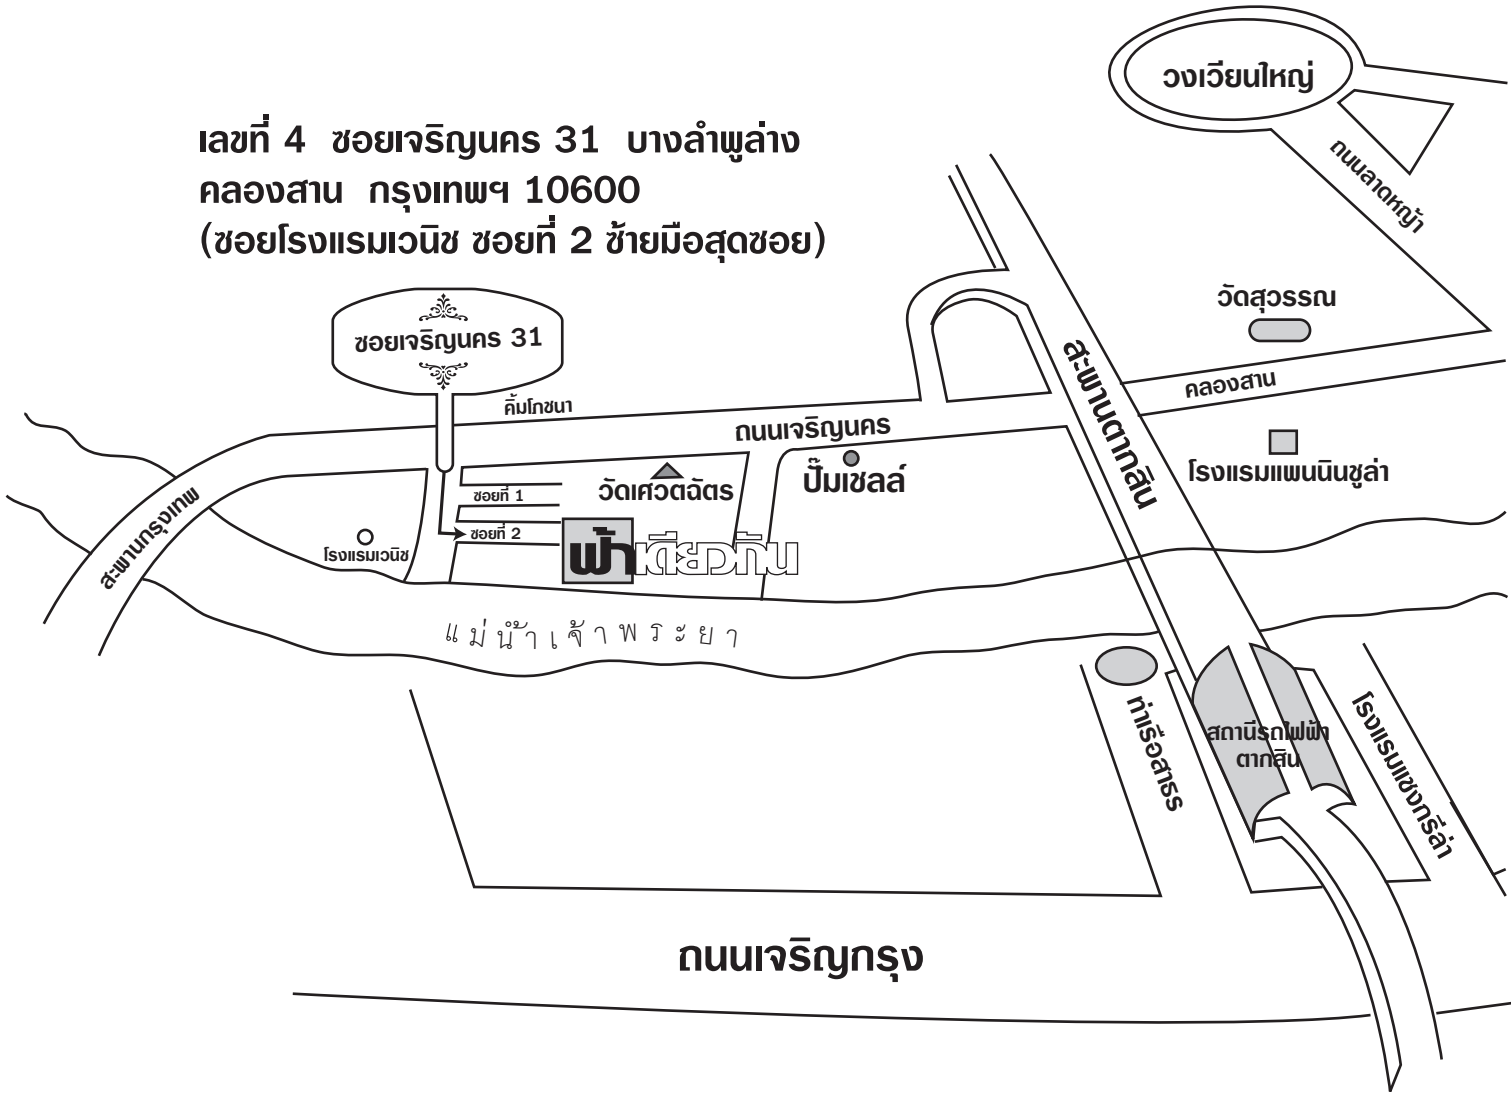 วงเวียนใหญ่
เลขที่ 4 ซอยเจริญนคร 31 บางลำพูล่าง
คลองสาน กรุงเทพฯ 10600
(ซอยโรงแรมเวนิช ซอยที่ 2 ซ้ายมือสุดซอย)
ถนนลาดหญ้า
วัดสุวรรณ
ซอยเจริญนคร 31
สะพานตากสิน
คลองสาน
คิ้มโภชนา
ถนนเจริญนคร
โรงแรมแพนนินซูล่า
ปั๊มเชลล์
วัดเศวตฉัตร
ซอยที่ 1
ซอยที่ 2
สะพานกรุงเทพ
โรงแรมเวนิช
ฟ้าเดียวกัน
แม่น้ำเจ้าพระยา
ท่าเรือสาธร
สถานีรถไฟฟ้า
ตากสิน
โรงแรมแชงกรีล่า
ถนนเจริญกรุง